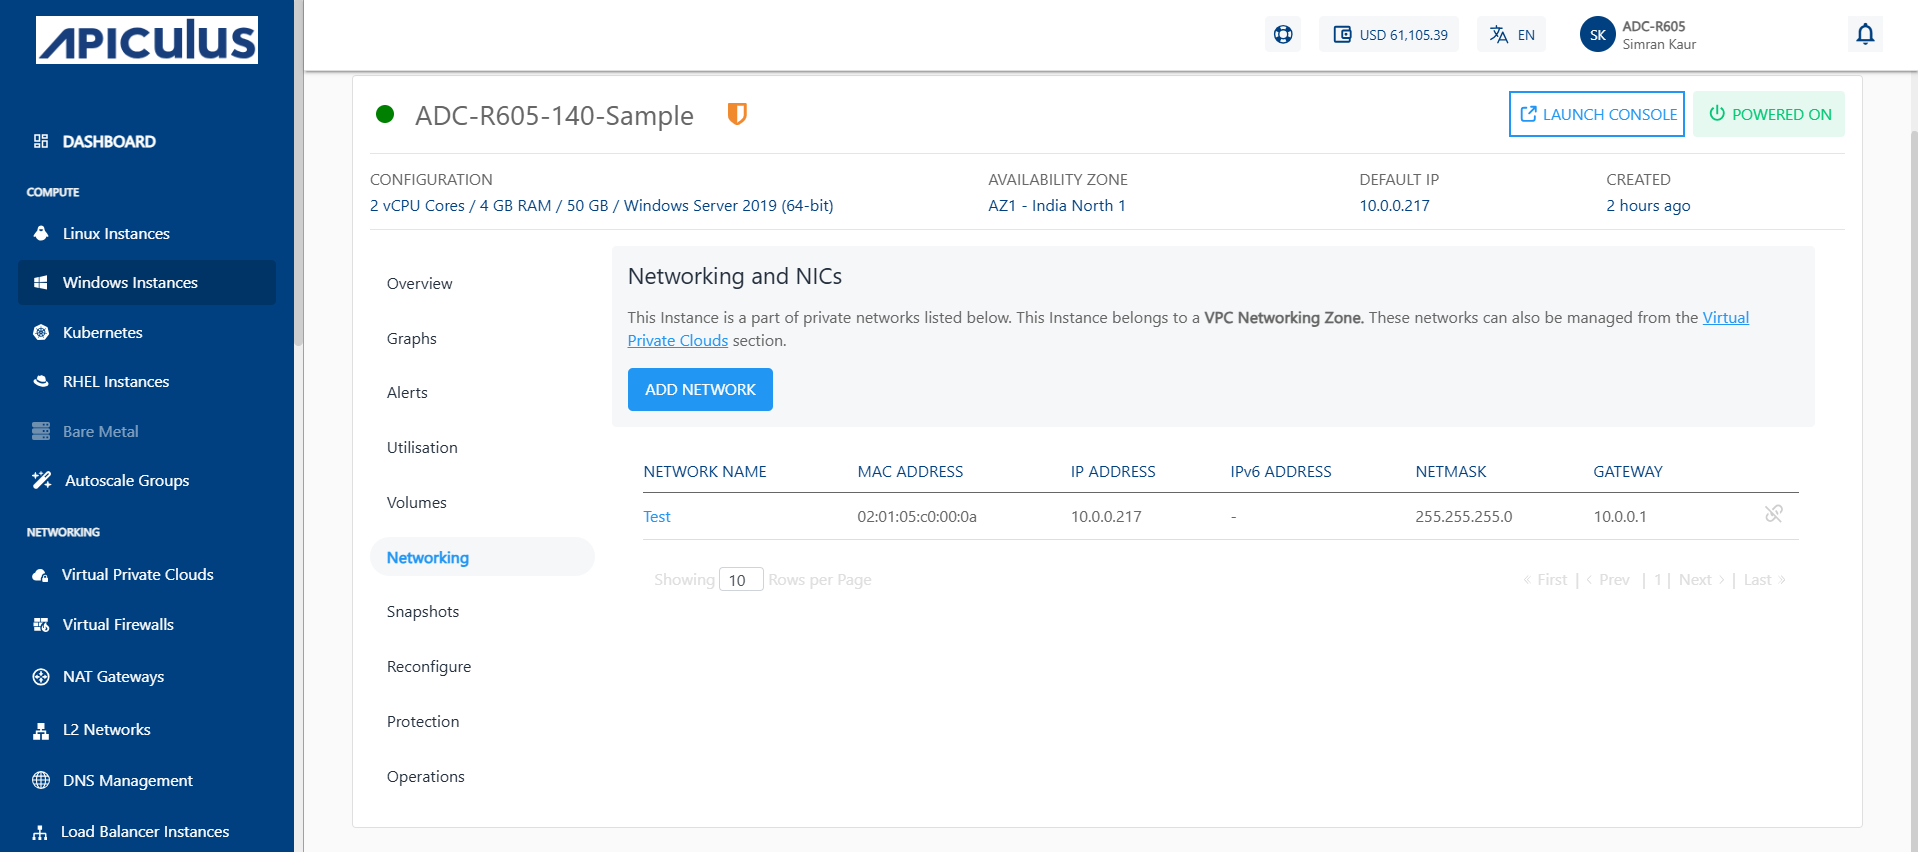 APICULUS
DASHBOARD
COMPUTE
Linux Instances
Windows Instances
Kubernetes
RHEL Instances
Bare Metal
Autoscale Groups
NETWORKING
Virtual Private Clouds
Virtual Firewalls
NAT Gateways
L2 Networks
DNS Management
Load Balancer Instances
USD 61,105.39
EN
SK
ADC-R605
Simran Kaur
ADC-R605-140-Sample
LAUNCH CONSOLE
POWERED ON
CONFIGURATION AVAILABILITY ZONE DEFAULT IP CREATED
2 vCPU Cores / 4 GB RAM / 50 GB / Windows Server 2019 (64-bit) AZ1 - India North 1 10.0.0.217 2 hours ago
Overview
Graphs
Alerts
Utilisation
Volumes
Networking
Snapshots
Reconfigure
Protection
Operations
Networking and NICs
This Instance is a part of private networks listed below. This Instance belongs to a VPC Networking Zone. These networks can also be managed from the Virtual
Private Clouds section.
ADD NETWORK
NETWORK NAME MAC ADDRESS IP ADDRESS IPv6 ADDRESS NETMASK GATEWAY
Test 02:01:05:c0:00:0a 10.0.0.217 - 255.255.255.0 10.0.0.1
Showing 10 Rows per Page « First | ‹ Prev | 1 | Next › | Last »